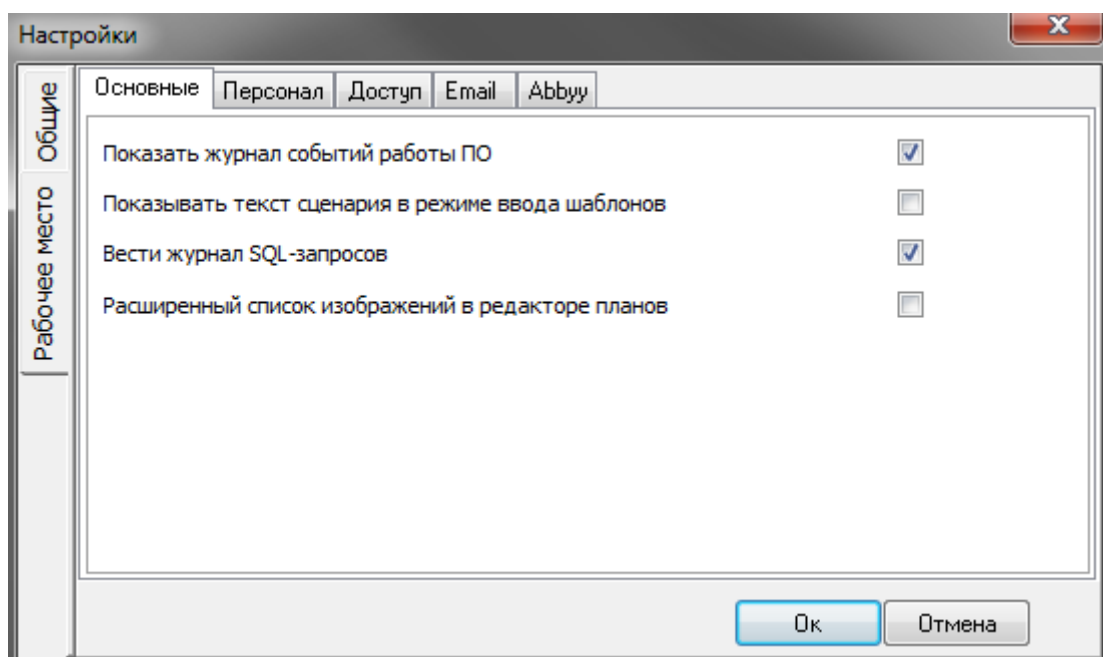 Настройки
Общие
Рабочее место
Основные Персонал Доступ Email Abbyy
Показать журнал событий работы ПО
Показывать текст сценария в режиме ввода шаблонов
Вести журнал SQL-запросов
Расширенный список изображений в редакторе планов
Ок Отмена